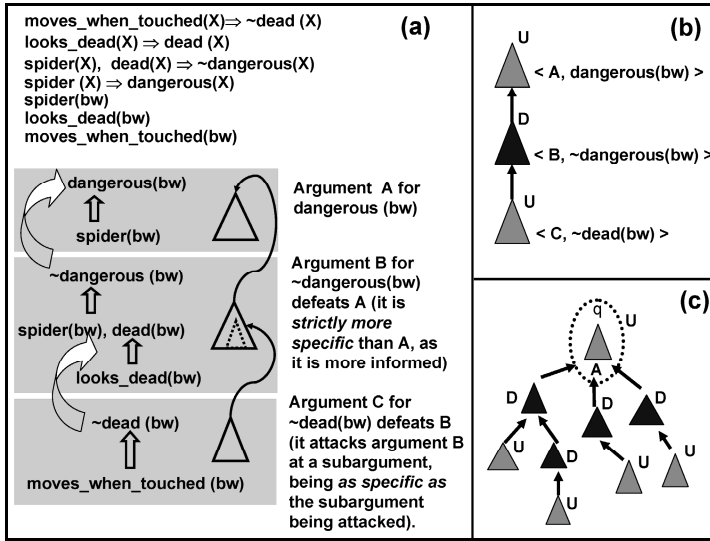 (a)
moves_when_touched(X)⇒ ~dead (X)
looks_dead(X) ⇒ dead (X)
spider(X), dead(X) ⇒ ~dangerous(X)
spider (X) ⇒ dangerous(X)
spider(bw)
looks_dead(bw)
moves_when_touched(bw)
dangerous(bw)
spider(bw)
Argument A for
dangerous (bw)
~dangerous (bw)
spider(bw), dead(bw)
looks_dead(bw)
Argument B for
~dangerous(bw)
defeats A (it is
strictly more
specific than A, as
it is more informed)
~dead (bw)
moves_when_touched (bw)
Argument C for
~dead(bw) defeats B
(it attacks argument B
at a subargument,
being as specific as
the subargument
being attacked).
(b)
U
< A, dangerous(bw) >
D
< B, ~dangerous(bw) >
U
< C, ~dead(bw) >
(c)
q
U
A
D
D
D
U
D
U
U
U